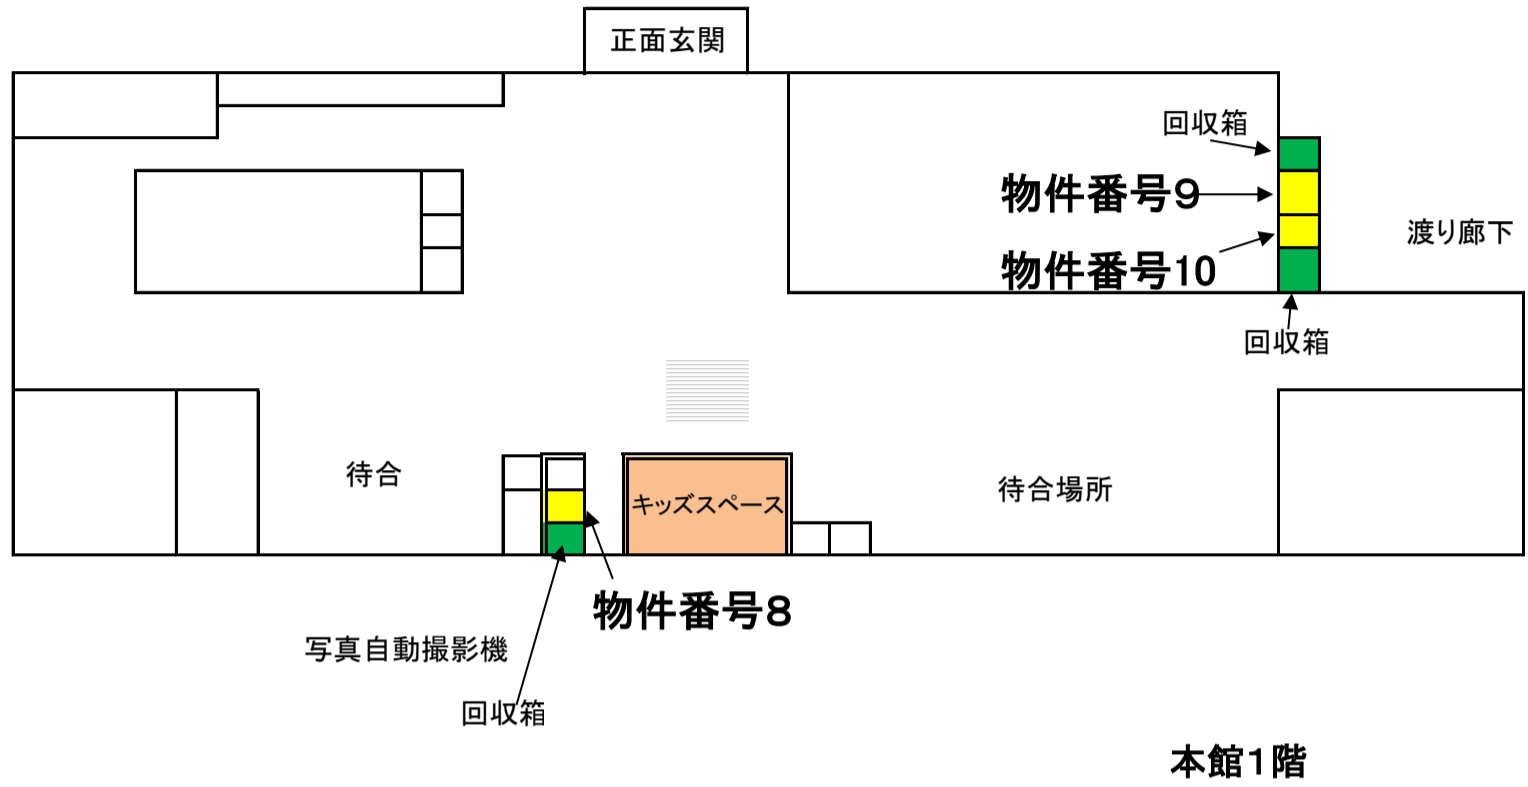 正面玄関
回収箱
物件番号9
渡り廊下
物件番号10
回収箱
待合
キッズスペース
待合場所
物件番号8
写真自動撮影機
回収箱
本館1階